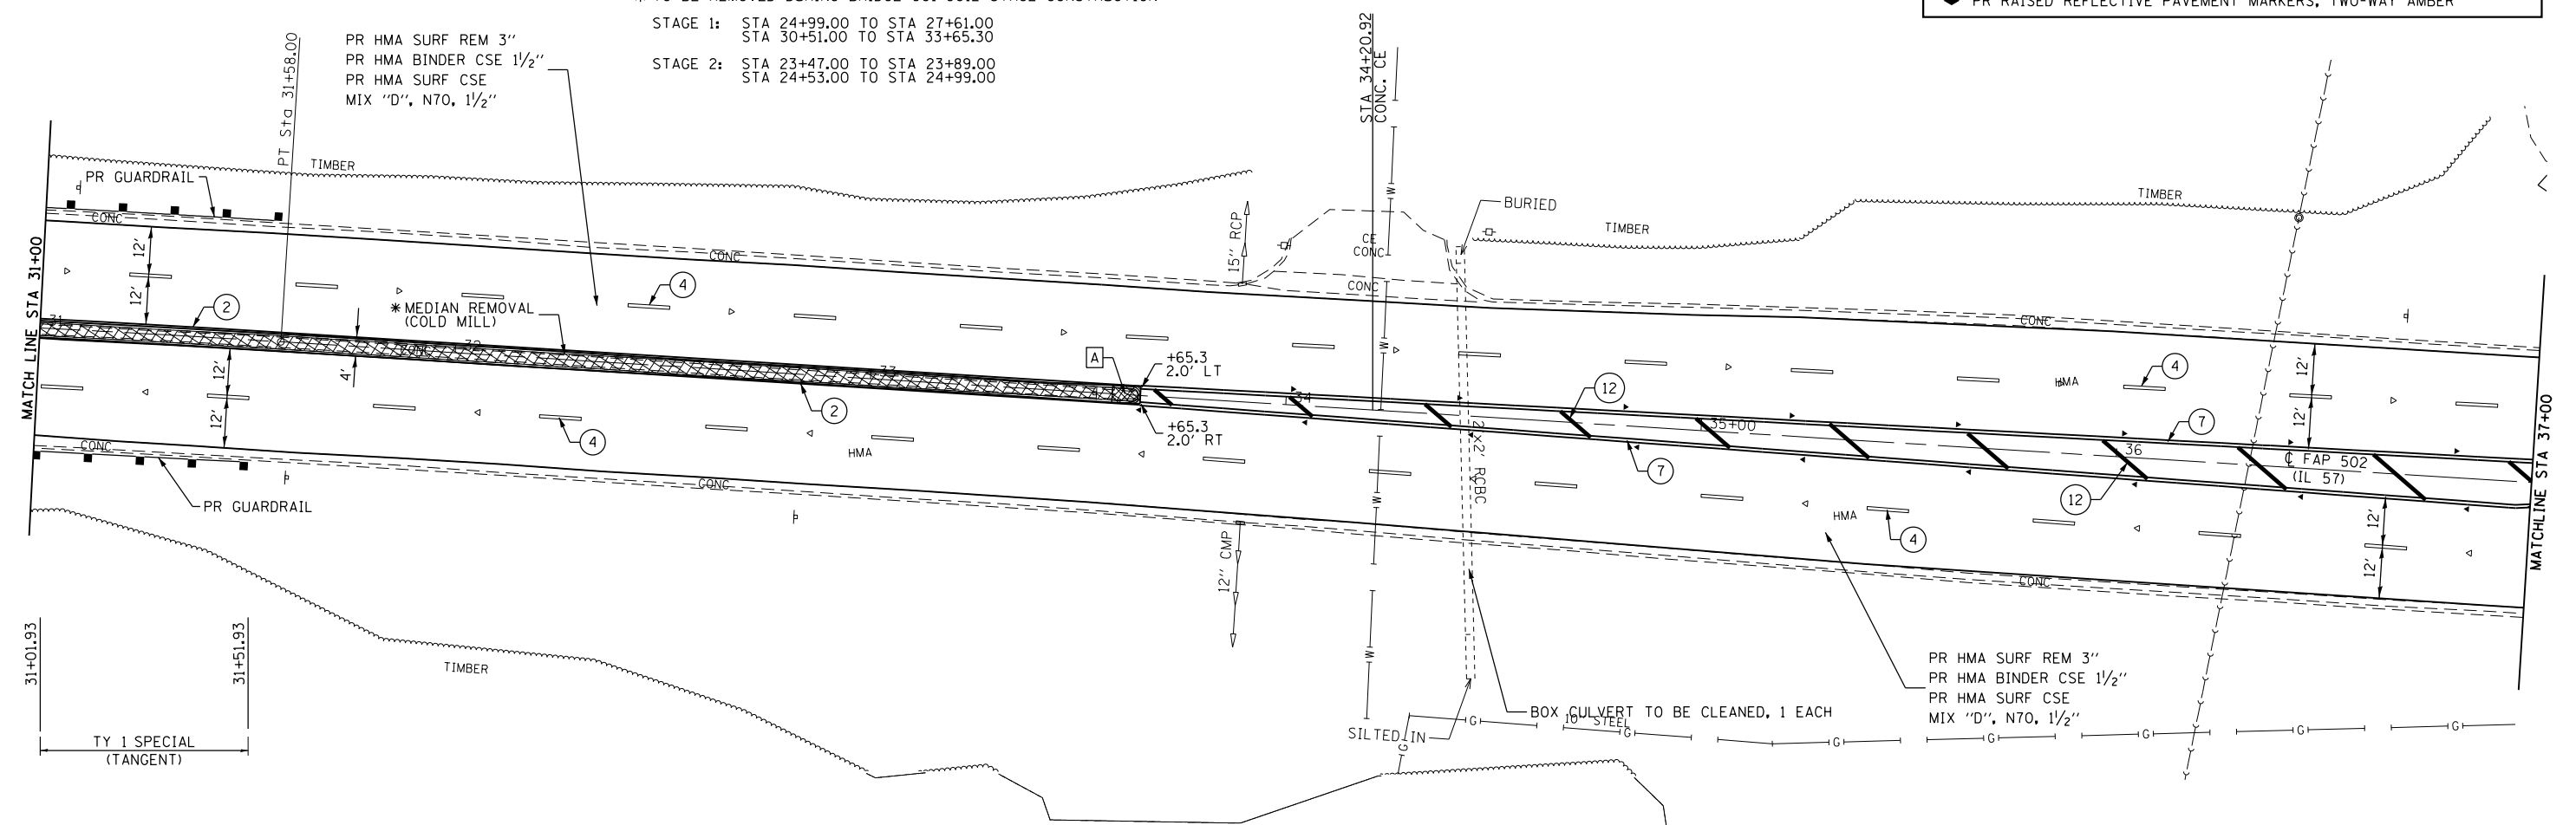 STAGE 1: STA 24+99.00 TO STA 27+61.00
STA 30+51.00 TO STA 33+65.30
STAGE 2: STA 23+47.00 TO STA 23+89.00
STA 24+53.00 TO STA 24+99.00
PR RAISED REFLECTIVE PAVEMENT MARKERS, TWO-WAY AMBER
PR HMA SURF REM 3"
PR HMA BINDER CSE 1½"
PR HMA SURF CSE
MIX "D", N70, 1½"
PT Sta 31+58.00
STA 34+20.92
CONC. CE
TIMBER
PR GUARDRAIL
CONC
12'
12'
MATCH LINE STA 31+00
31
2
*MEDIAN REMOVAL
(COLD MILL)
4
CONC
32
33
4'
12'
12'
2
4
A
+65.3
2.0' LT
+65.3
2.0' RT
15" RCP
CE
CONC
CONC
BURIED
TIMBER
TIMBER
W
W
34
12
35+00
7
7
36
12
HMA
4
12'
12'
CONC
℄ FAP 502
(IL 57)
MATCHLINE STA 37+00
2'x2' RCBC
HMA
HMA
4
12'
12'
CONC
CONC
CONC
PR GUARDRAIL
12" CMP
W
W
31+01.93
31+51.93
TY 1 SPECIAL
(TANGENT)
TIMBER
BOX CULVERT TO BE CLEANED, 1 EACH
10" STEEL
SILTED IN
G
G
G
G
G
G
G
G
PR HMA SURF REM 3"
PR HMA BINDER CSE 1½"
PR HMA SURF CSE
MIX "D", N70, 1½"